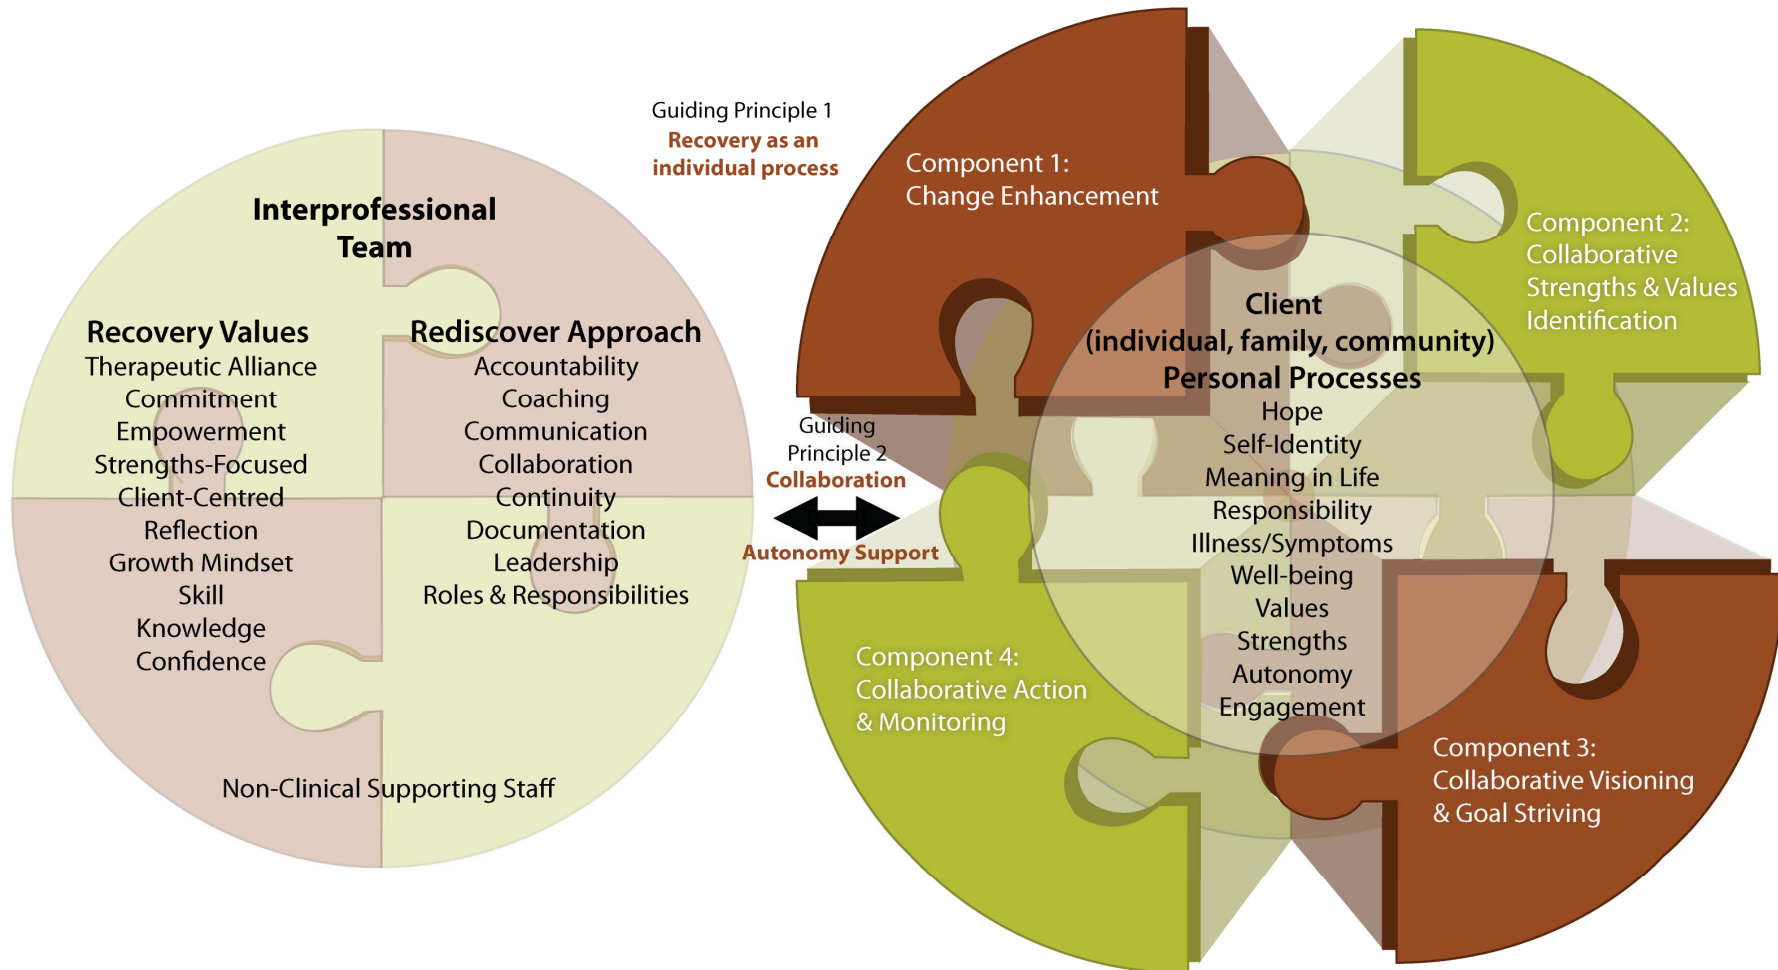 Interprofessional
Team
Recovery Values
Therapeutic Alliance
Commitment
Empowerment
Strengths-Focused
Client-Centred
Reflection
Growth Mindset
Skill
Knowledge
Confidence
Rediscover Approach
Accountability
Coaching
Communication
Collaboration
Continuity
Documentation
Leadership
Roles & Responsibilities
Non-Clinical Supporting Staff
Guiding Principle 1
Recovery as an
individual process
Guiding
Principle 2
Collaboration
Autonomy Support
Component 1:
Change Enhancement
Component 2:
Collaborative
Strengths & Values
Identification
Client
(individual, family, community)
Personal Processes
Hope
Self-Identity
Meaning in Life
Responsibility
Illness/Symptoms
Well-being
Values
Strengths
Autonomy
Engagement
Component 4:
Collaborative Action
& Monitoring
Component 3:
Collaborative Visioning
& Goal Striving